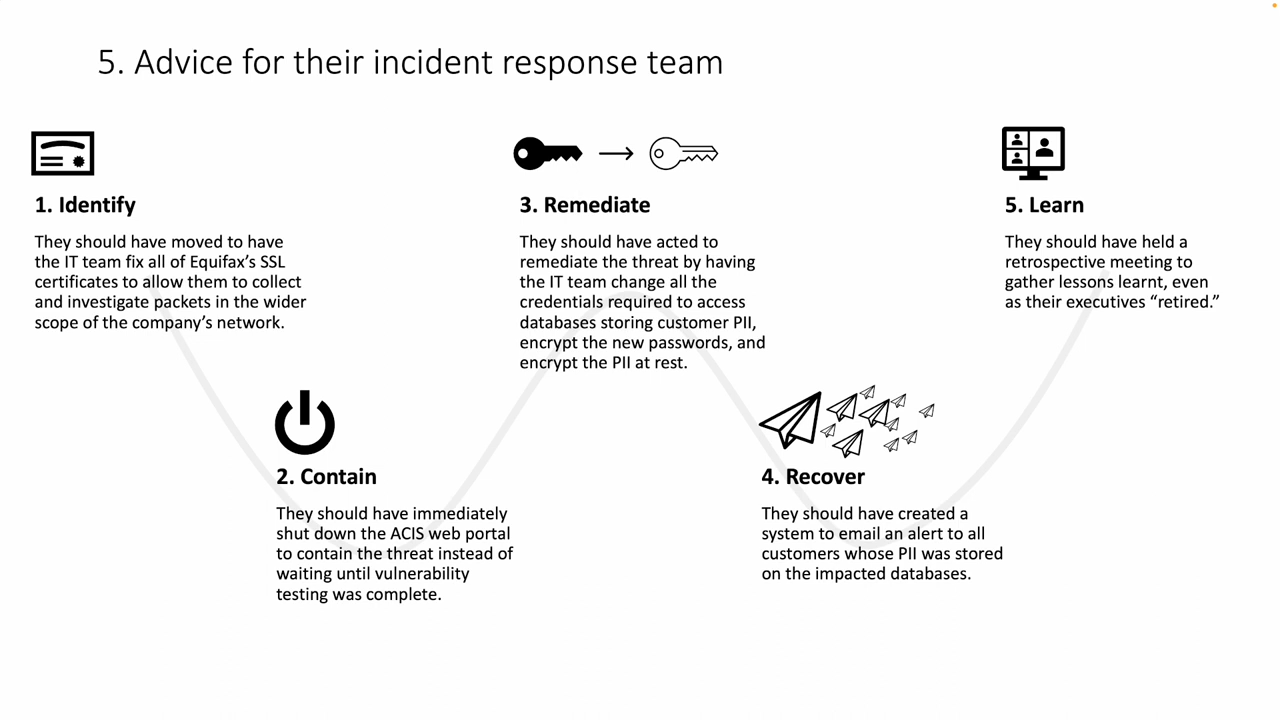 5. Advice for their incident response team
1. Identify
They should have moved to have
the IT team fix all of Equifax’s SSL
certificates to allow them to collect
and investigate packets in the wider
scope of the company’s network.
2. Contain
They should have immediately
shut down the ACIS web portal
to contain the threat instead of
waiting until vulnerability
testing was complete.
3. Remediate
They should have acted to
remediate the threat by having
the IT team change all the
credentials required to access
databases storing customer PII,
encrypt the new passwords, and
encrypt the PII at rest.
4. Recover
They should have created a
system to email an alert to all
customers whose PII was stored
on the impacted databases.
5. Learn
They should have held a
retrospective meeting to
gather lessons learnt, even
as their executives “retired.”